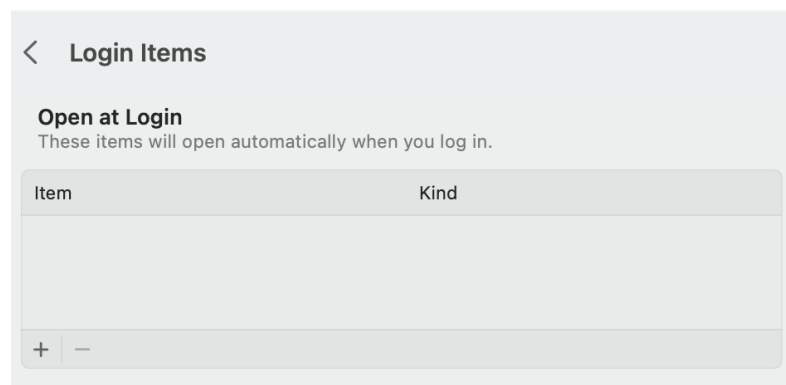 Login Items
Open at Login
These items will open automatically when you log in.
Item Kind